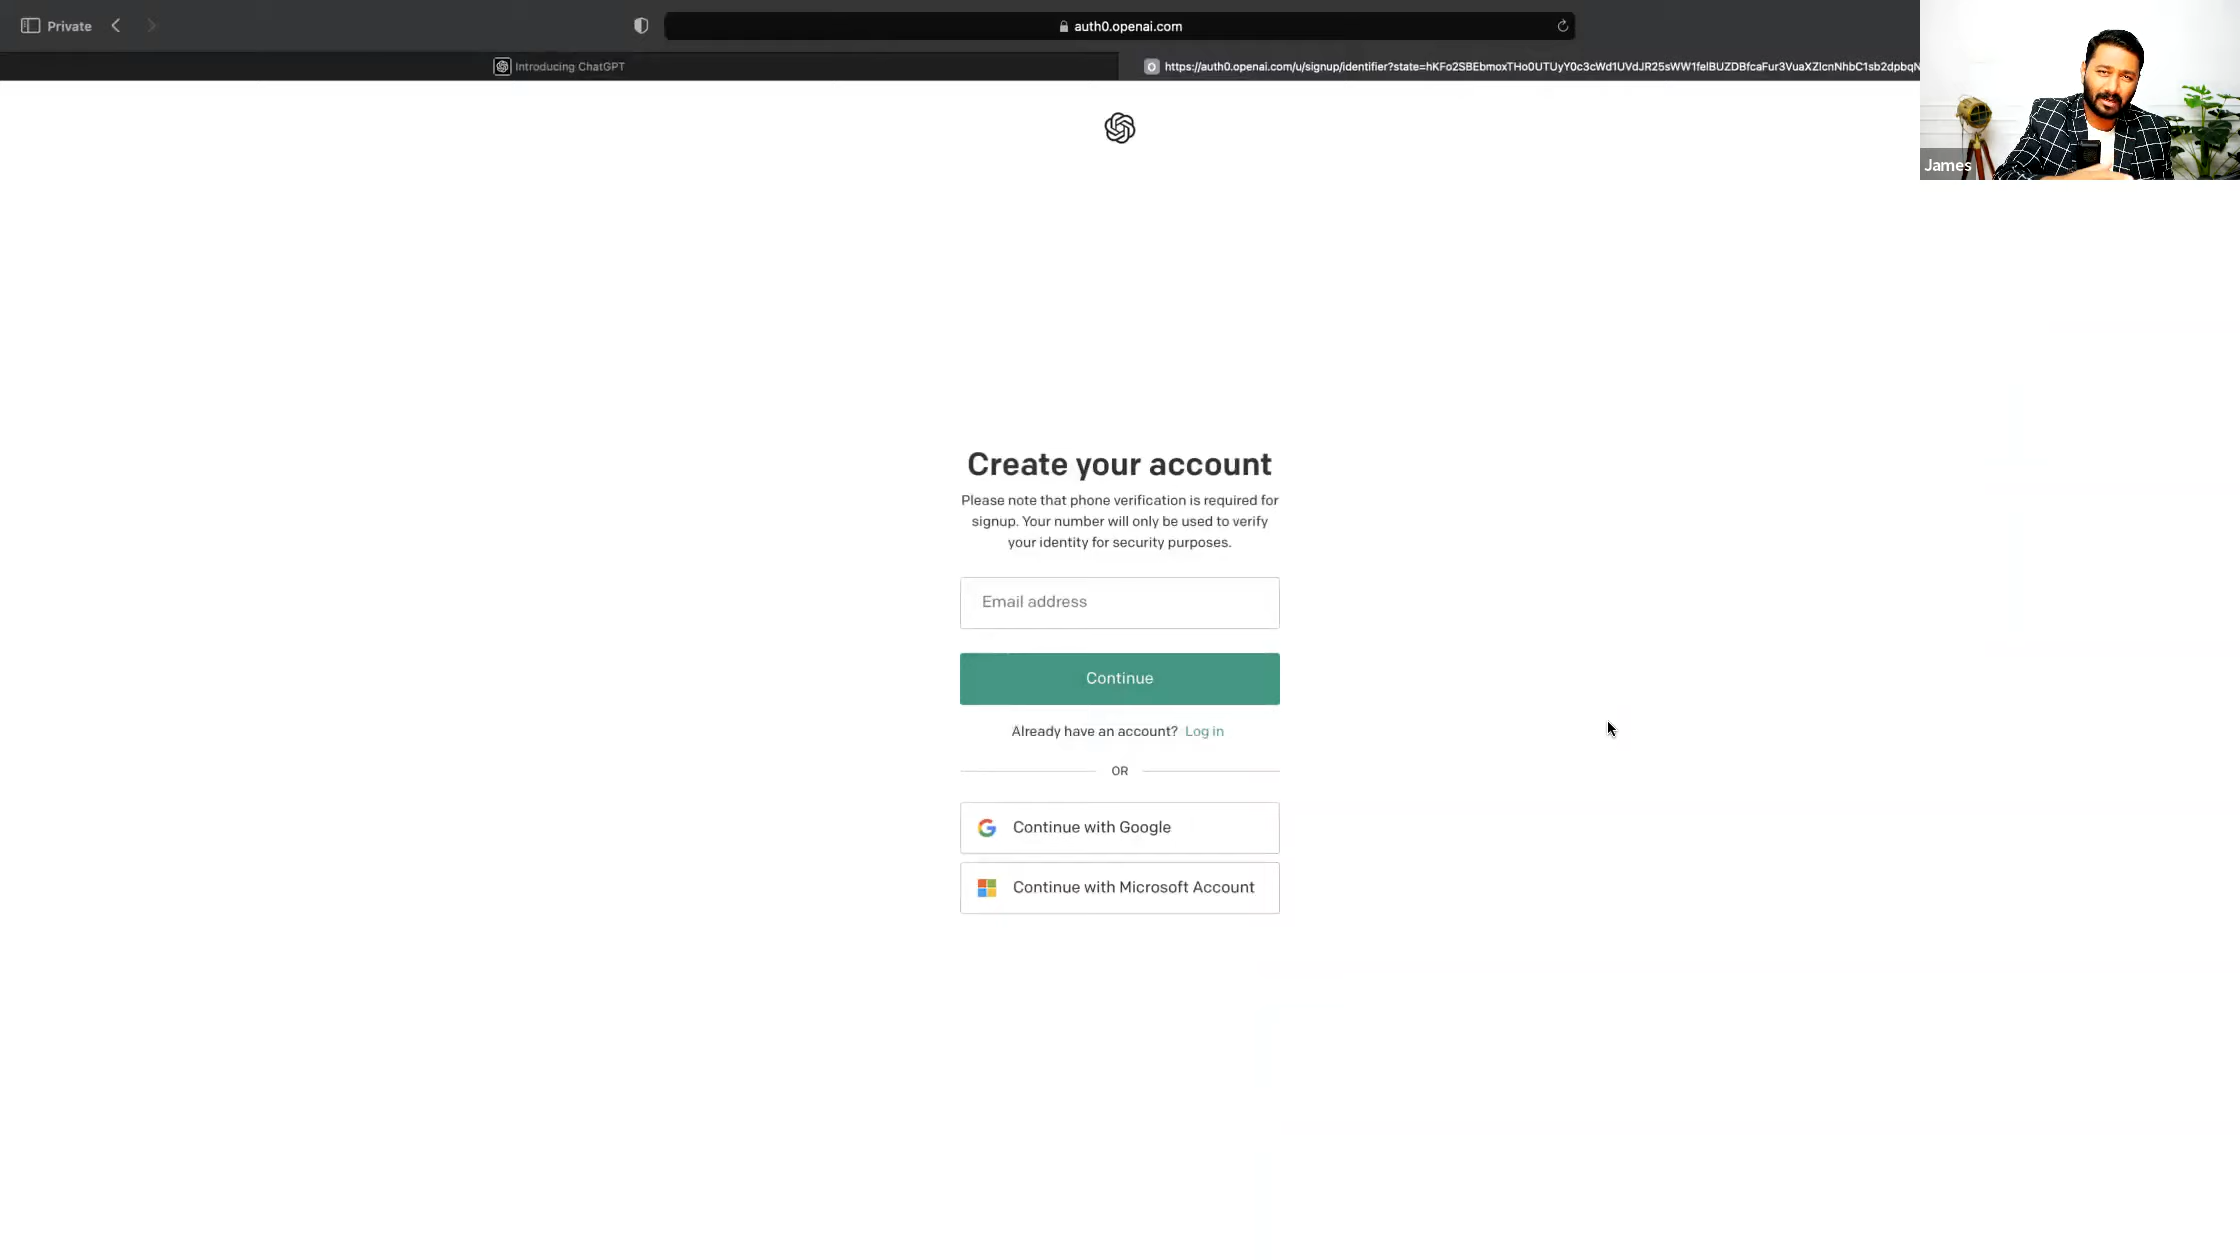 Private
auth0.openai.com
Introducing ChatGPT
https://auth0.openai.com/u/signup/identifier?state=hKFo2SBEbmoxTHo0UTUyY0c3cWd1UVdJR25sWW1felBUZDBfcaFur3VuaXZlcnNhbC1sb2dpbqN
James
Create your account
Please note that phone verification is required for
signup. Your number will only be used to verify
your identity for security purposes.
Email address
Continue
Already have an account? Log in
OR
Continue with Google
Continue with Microsoft Account